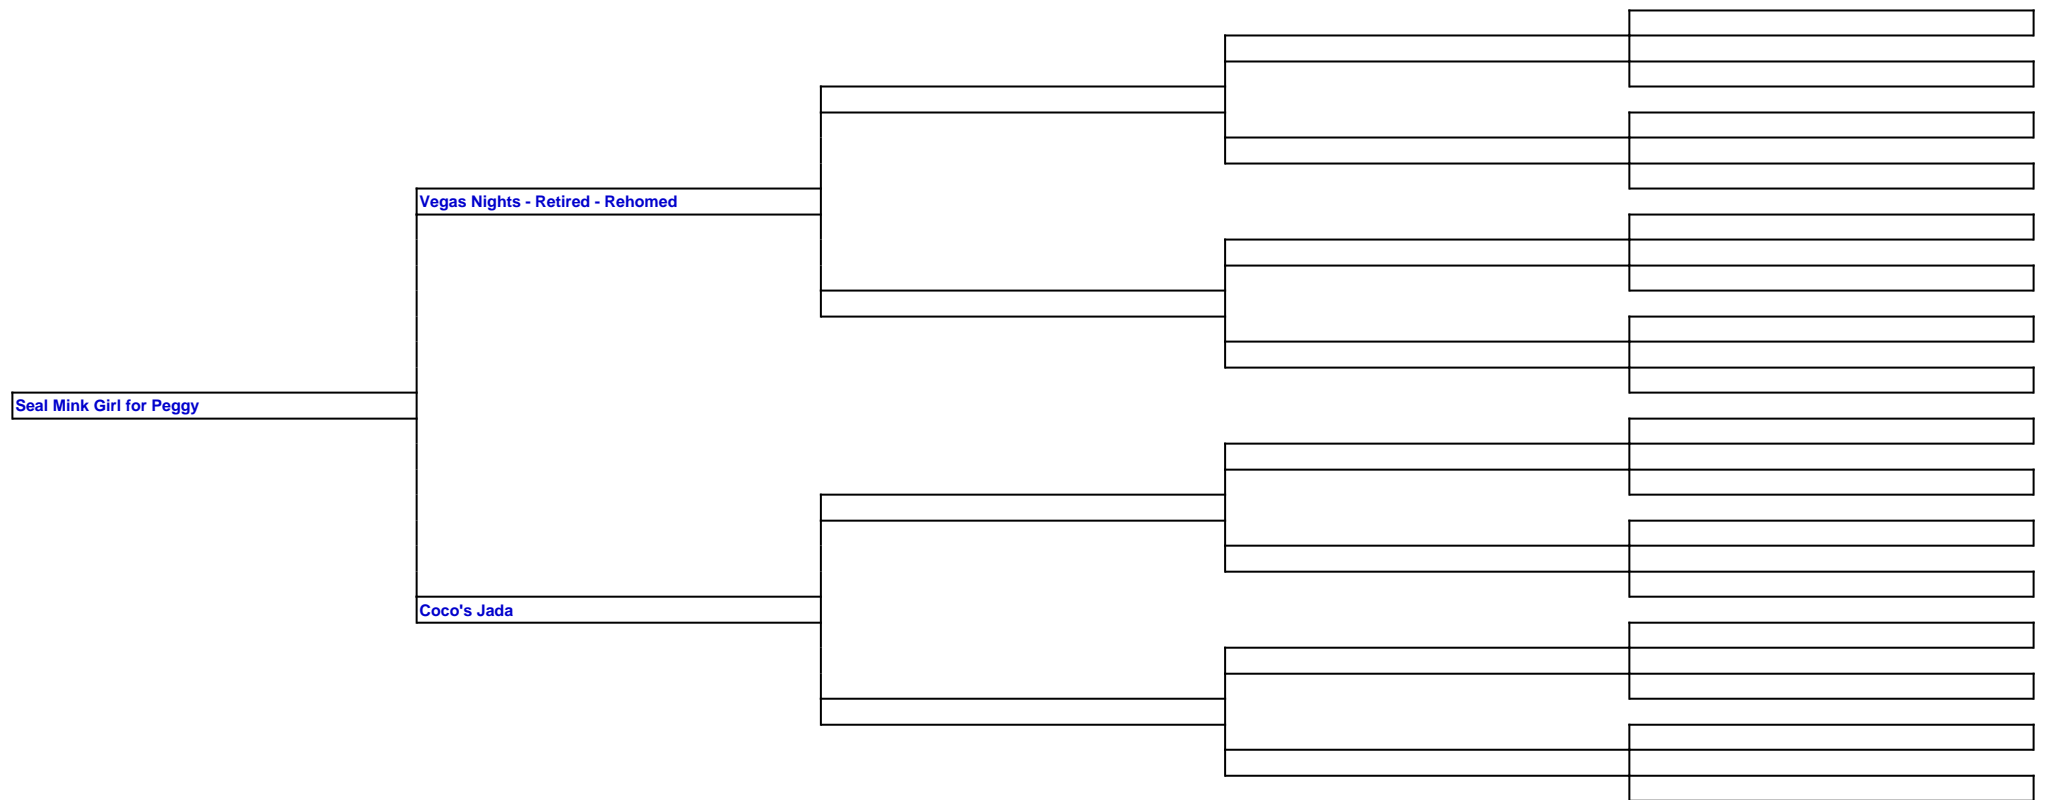 Vegas Nights - Retired - Rehomed
Seal Mink Girl for Peggy
Coco's Jada